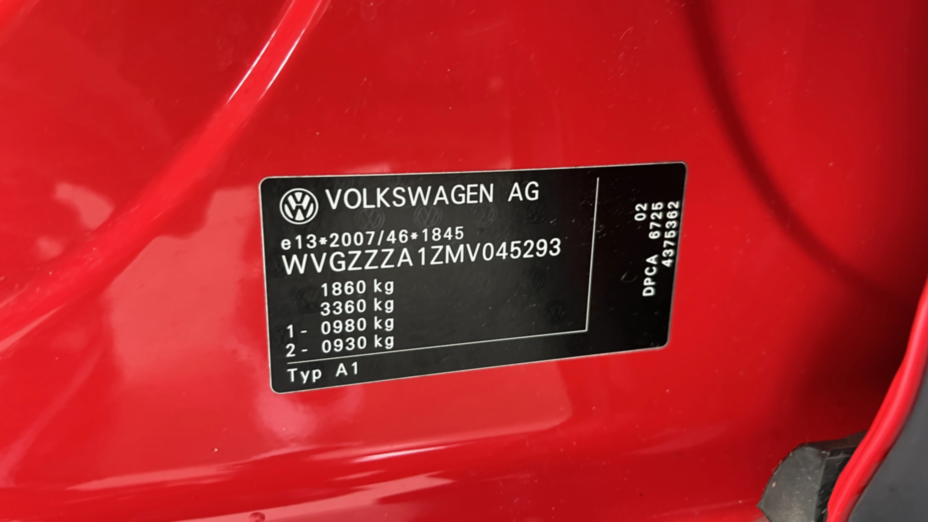 VOLKSWAGEN AG
e13*2007/46*1845
WVGZZZA1ZMV045293
1860 kg
3360 kg
1- 0980 kg
2- 0930 kg
Typ A1
02
DPCA 6725
4375362